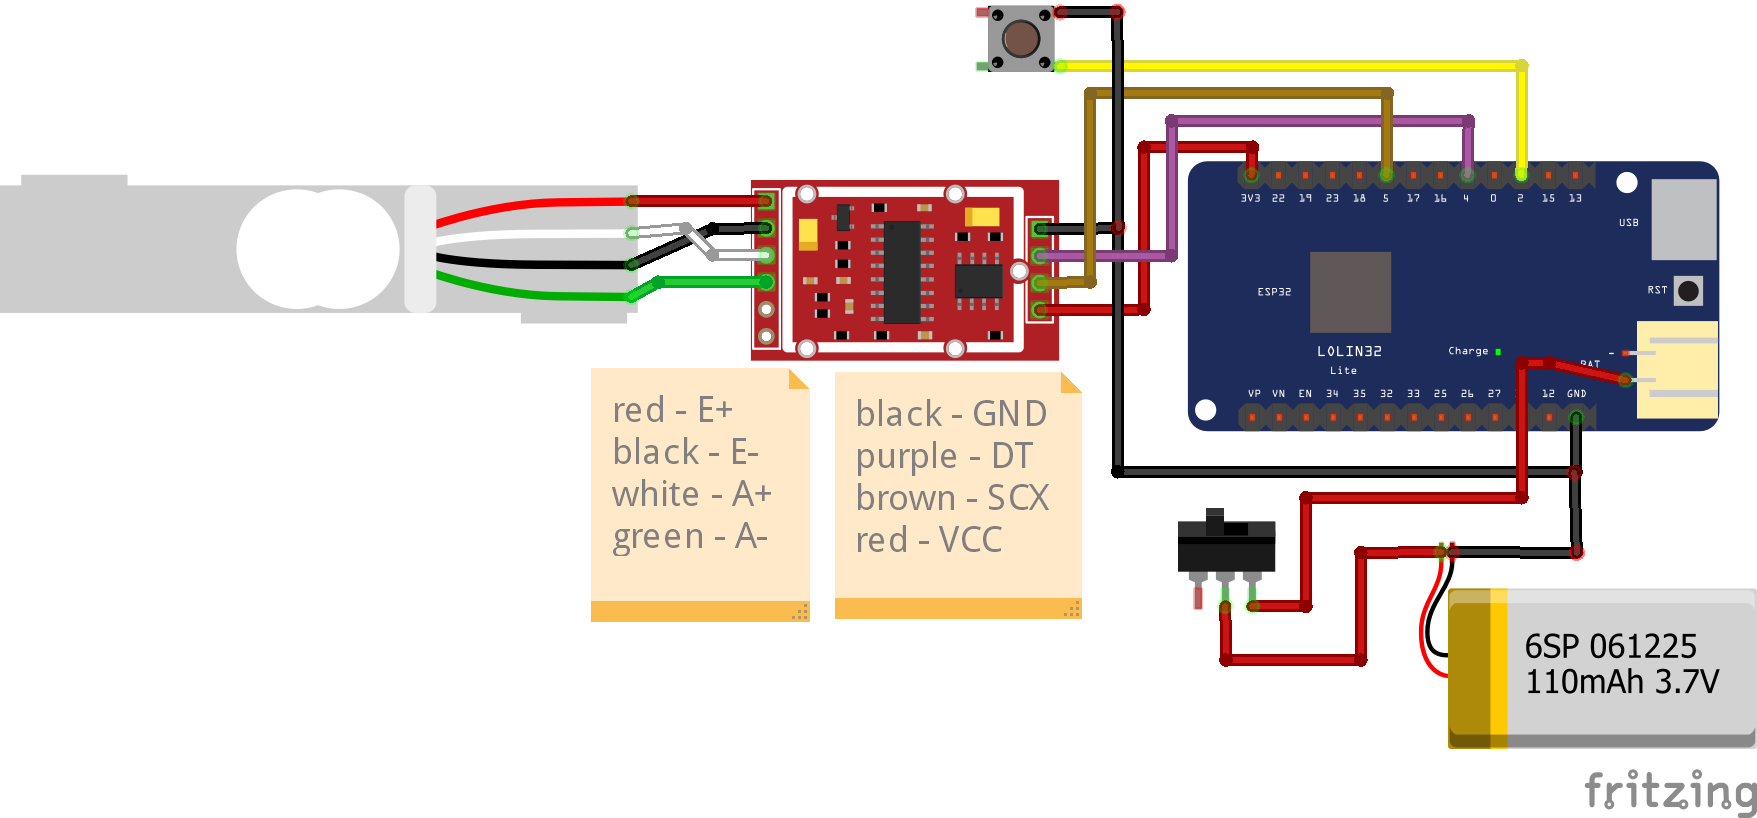 3V3 22 19 23 18 5 17 16 4 0 2 15 13
USB
RST
ESP32
LOLIN32
Lite
Charge
-
BAT
VP VN EN 34 35 32 33 25 26 27 12 GND
red - E+
black - E-
white - A+
green - A-
black - GND
purple - DT
brown - SCX
red - VCC
6SP 061225
110mAh 3.7V
fritzing